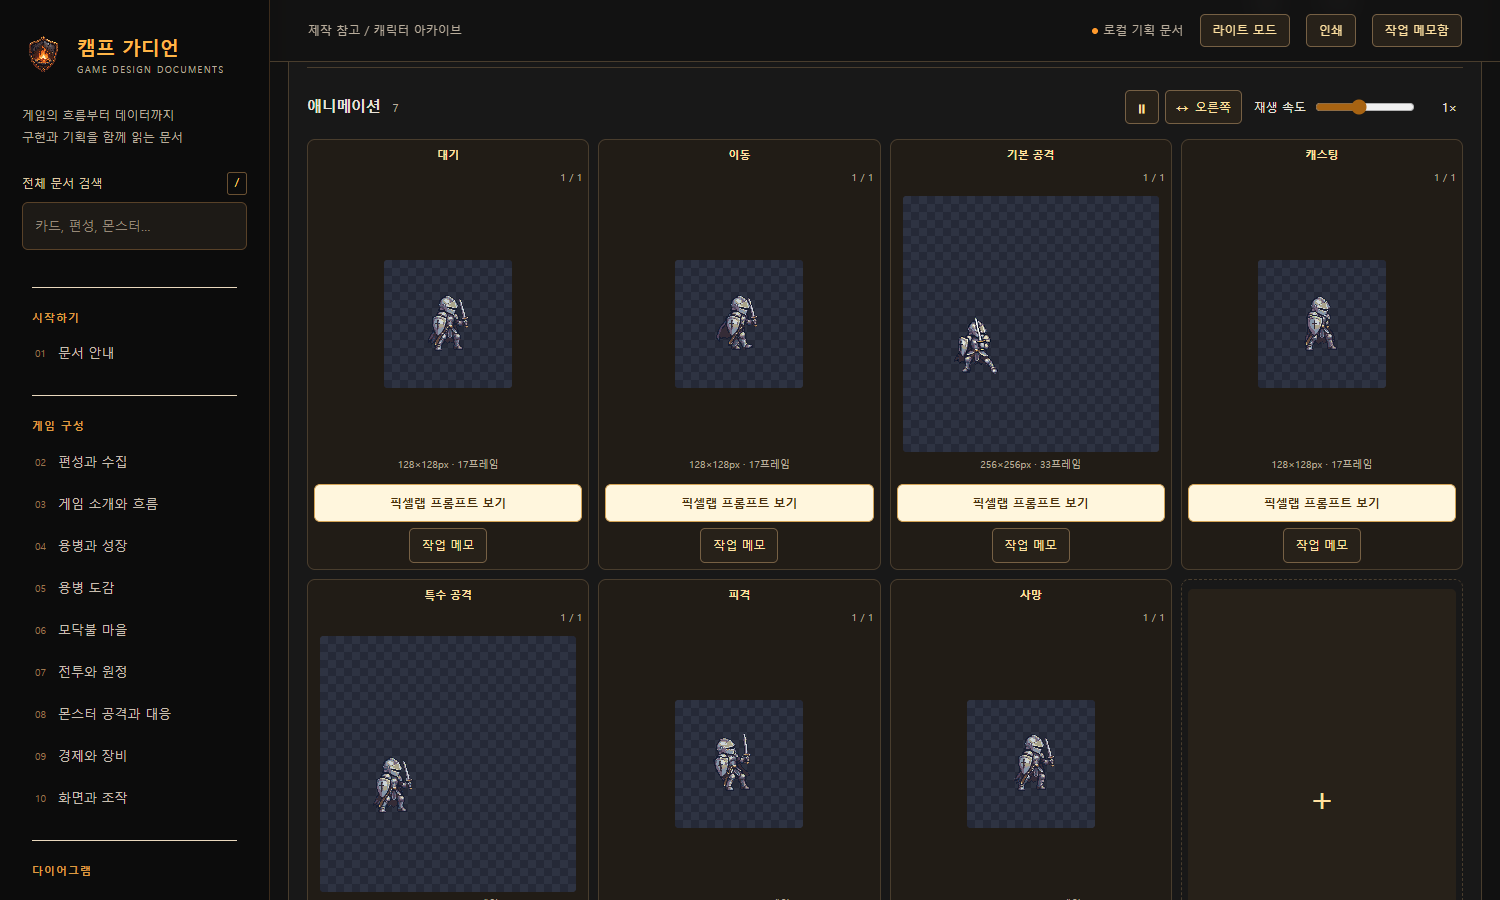 캠프 가디언
GAME DESIGN DOCUMENTS
게임의 흐름부터 데이터까지
구현과 기획을 함께 읽는 문서
전체 문서 검색
/
카드, 편성, 몬스터...
시작하기
01 문서 안내
게임 구성
02 편성과 수집
03 게임 소개와 흐름
04 용병과 성장
05 용병 도감
06 모닥불 마을
07 전투와 원정
08 몬스터 공격과 대응
09 경제와 장비
10 화면과 조작
다이어그램
제작 참고 / 캐릭터 아카이브
로컬 기획 문서
라이트 모드
인쇄
작업 메모함
애니메이션 7
↔ 오른쪽
재생 속도
1×
대기
1 / 1
128×128px · 17프레임
픽셀랩 프롬프트 보기
작업 메모
이동
1 / 1
128×128px · 17프레임
픽셀랩 프롬프트 보기
작업 메모
기본 공격
1 / 1
256×256px · 33프레임
픽셀랩 프롬프트 보기
작업 메모
캐스팅
1 / 1
128×128px · 17프레임
픽셀랩 프롬프트 보기
작업 메모
특수 공격
1 / 1
피격
1 / 1
사망
1 / 1
+